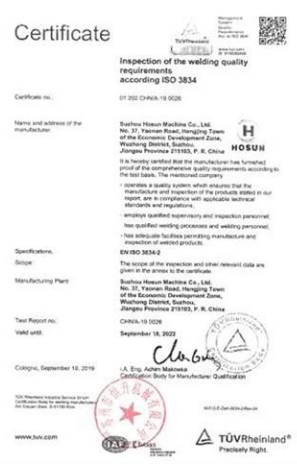 Certificate
TÜVRheinland
Inspection of the welding quality
requirements
according ISO 3834
Certificate no.:
01 202 CHN/A-19 0026
Name and address of the
manufacturer:
Suzhou Hosun Machine Co., Ltd.
No. 37, Yaonan Road, Hengjing Town
of the Economic Development Zone,
Wuzhong District, Suzhou,
Jiangsu Province 215103, P. R. China
H
HOSUN
It is hereby certified that the manufacturer has furnished
proof of the comprehensive quality requirements according to
the test basis. The mentioned company
- operates a quality system which ensures that the
manufacture and inspection of the products stated in our
report, are in compliance with applicable technical
standards and regulations;
- employs qualified supervisory and inspection personnel;
- has qualified welding processes and welding personnel;
- has adequate facilities permitting manufacture and
inspection of welded products.
Specifications:
EN ISO 3834-2
Scope
The scope of the inspection and other relevant data are
given in the annex to the certificate.
Manufacturing Plant:
Suzhou Hosun Machine Co., Ltd.
No. 37, Yaonan Road, Hengjing Town
of the Economic Development Zone,
Wuzhong District, Suzhou,
Jiangsu Province 215103, P. R. China
Test Report no.:
CHN/A-19 0026
Valid until:
September 18, 2022
Cologne, September 19, 2019
i.A. Eng. Achim Makowka
Certification Body for Manufacturer Qualification
www.tuv.com
IAF
TÜVRheinland®
Precisely Right.